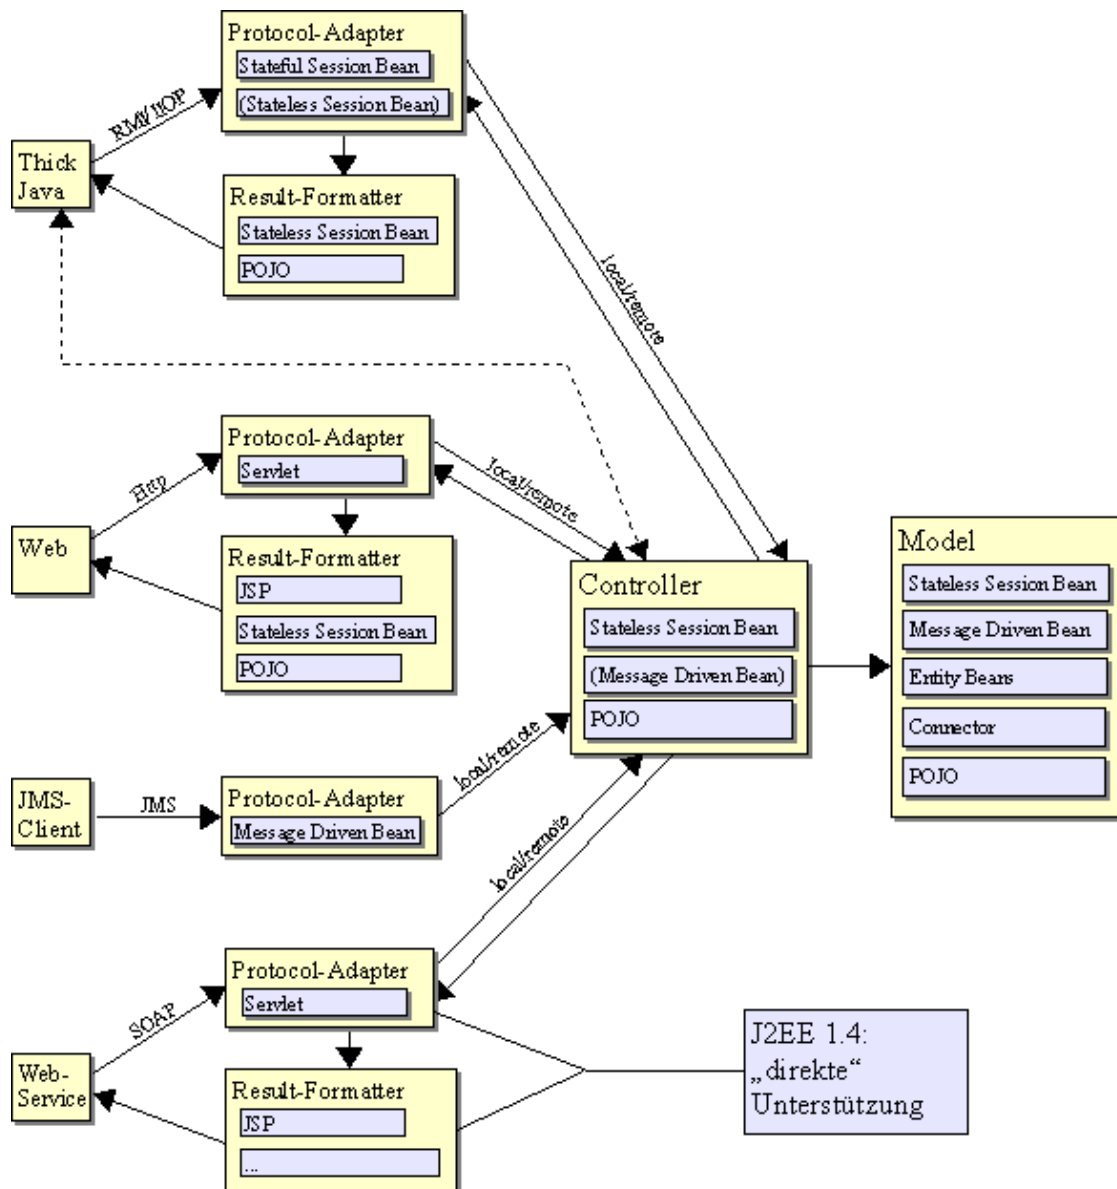 Protocol-Adapter
Stateful Session Bean
(Stateless Session Bean)
RMI/IIOP
Thick
Java
Result-Formatter
Stateless Session Bean
POJO
local/remote
Protocol-Adapter
Servlet
Http
local/remote
Web
Result-Formatter
JSP
Stateless Session Bean
POJO
Controller
Stateless Session Bean
(Message Driven Bean)
POJO
Model
Stateless Session Bean
Message Driven Bean
Entity Beans
Connector
POJO
local/remote
JMS-
Client
JMS
Protocol-Adapter
Message Driven Bean
local/remote
Protocol-Adapter
Servlet
SOAP
Web-
Service
Result-Formatter
JSP
...
J2EE 1.4:
„direkte“
Unterstützung